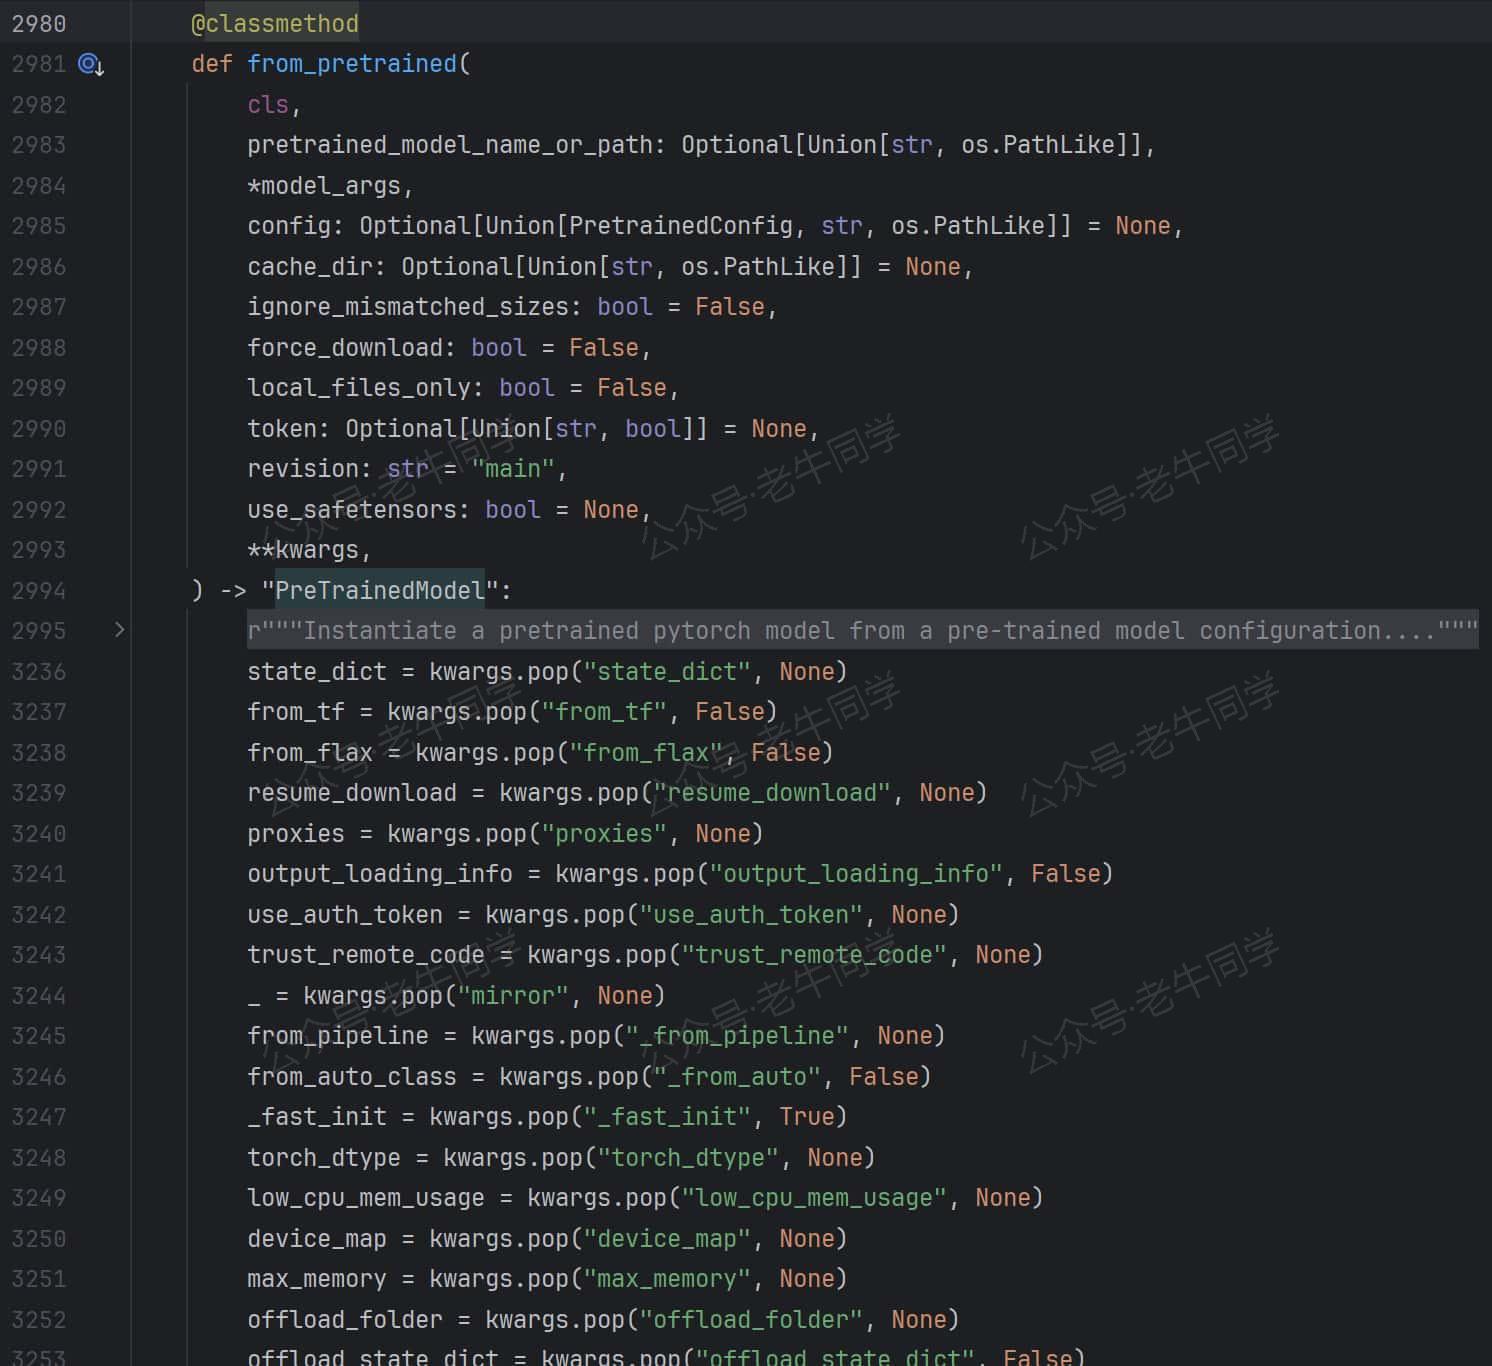 2980 @classmethod
2981 def from_pretrained(
2982 cls,
2983 pretrained_model_name_or_path: Optional[Union[str, os.PathLike]],
2984 *model_args,
2985 config: Optional[Union[PretrainedConfig, str, os.PathLike]] = None,
2986 cache_dir: Optional[Union[str, os.PathLike]] = None,
2987 ignore_mismatched_sizes: bool = False,
2988 force_download: bool = False,
2989 local_files_only: bool = False,
2990 token: Optional[Union[str, bool]] = None,
2991 revision: str = "main",
2992 use_safetensors: bool = None,
2993 **kwargs,
2994 ) -> "PreTrainedModel":
2995 r"""Instantiate a pretrained pytorch model from a pre-trained model configuration...."""
3236 state_dict = kwargs.pop("state_dict", None)
3237 from_tf = kwargs.pop("from_tf", False)
3238 from_flax = kwargs.pop("from_flax", False)
3239 resume_download = kwargs.pop("resume_download", None)
3240 proxies = kwargs.pop("proxies", None)
3241 output_loading_info = kwargs.pop("output_loading_info", False)
3242 use_auth_token = kwargs.pop("use_auth_token", None)
3243 trust_remote_code = kwargs.pop("trust_remote_code", None)
3244 _ = kwargs.pop("mirror", None)
3245 from_pipeline = kwargs.pop("_from_pipeline", None)
3246 from_auto_class = kwargs.pop("_from_auto", False)
3247 _fast_init = kwargs.pop("_fast_init", True)
3248 torch_dtype = kwargs.pop("torch_dtype", None)
3249 low_cpu_mem_usage = kwargs.pop("low_cpu_mem_usage", None)
3250 device_map = kwargs.pop("device_map", None)
3251 max_memory = kwargs.pop("max_memory", None)
3252 offload_folder = kwargs.pop("offload_folder", None)
3253 offload_state_dict = kwargs.pop("offload_state_dict", False)
公众号·老牛同学
公众号·老牛同学
公众号·老牛同学
公众号·老牛同学
公众号·老牛同学
公众号·老牛同学
公众号·老牛同学
公众号·老牛同学
公众号·老牛同学